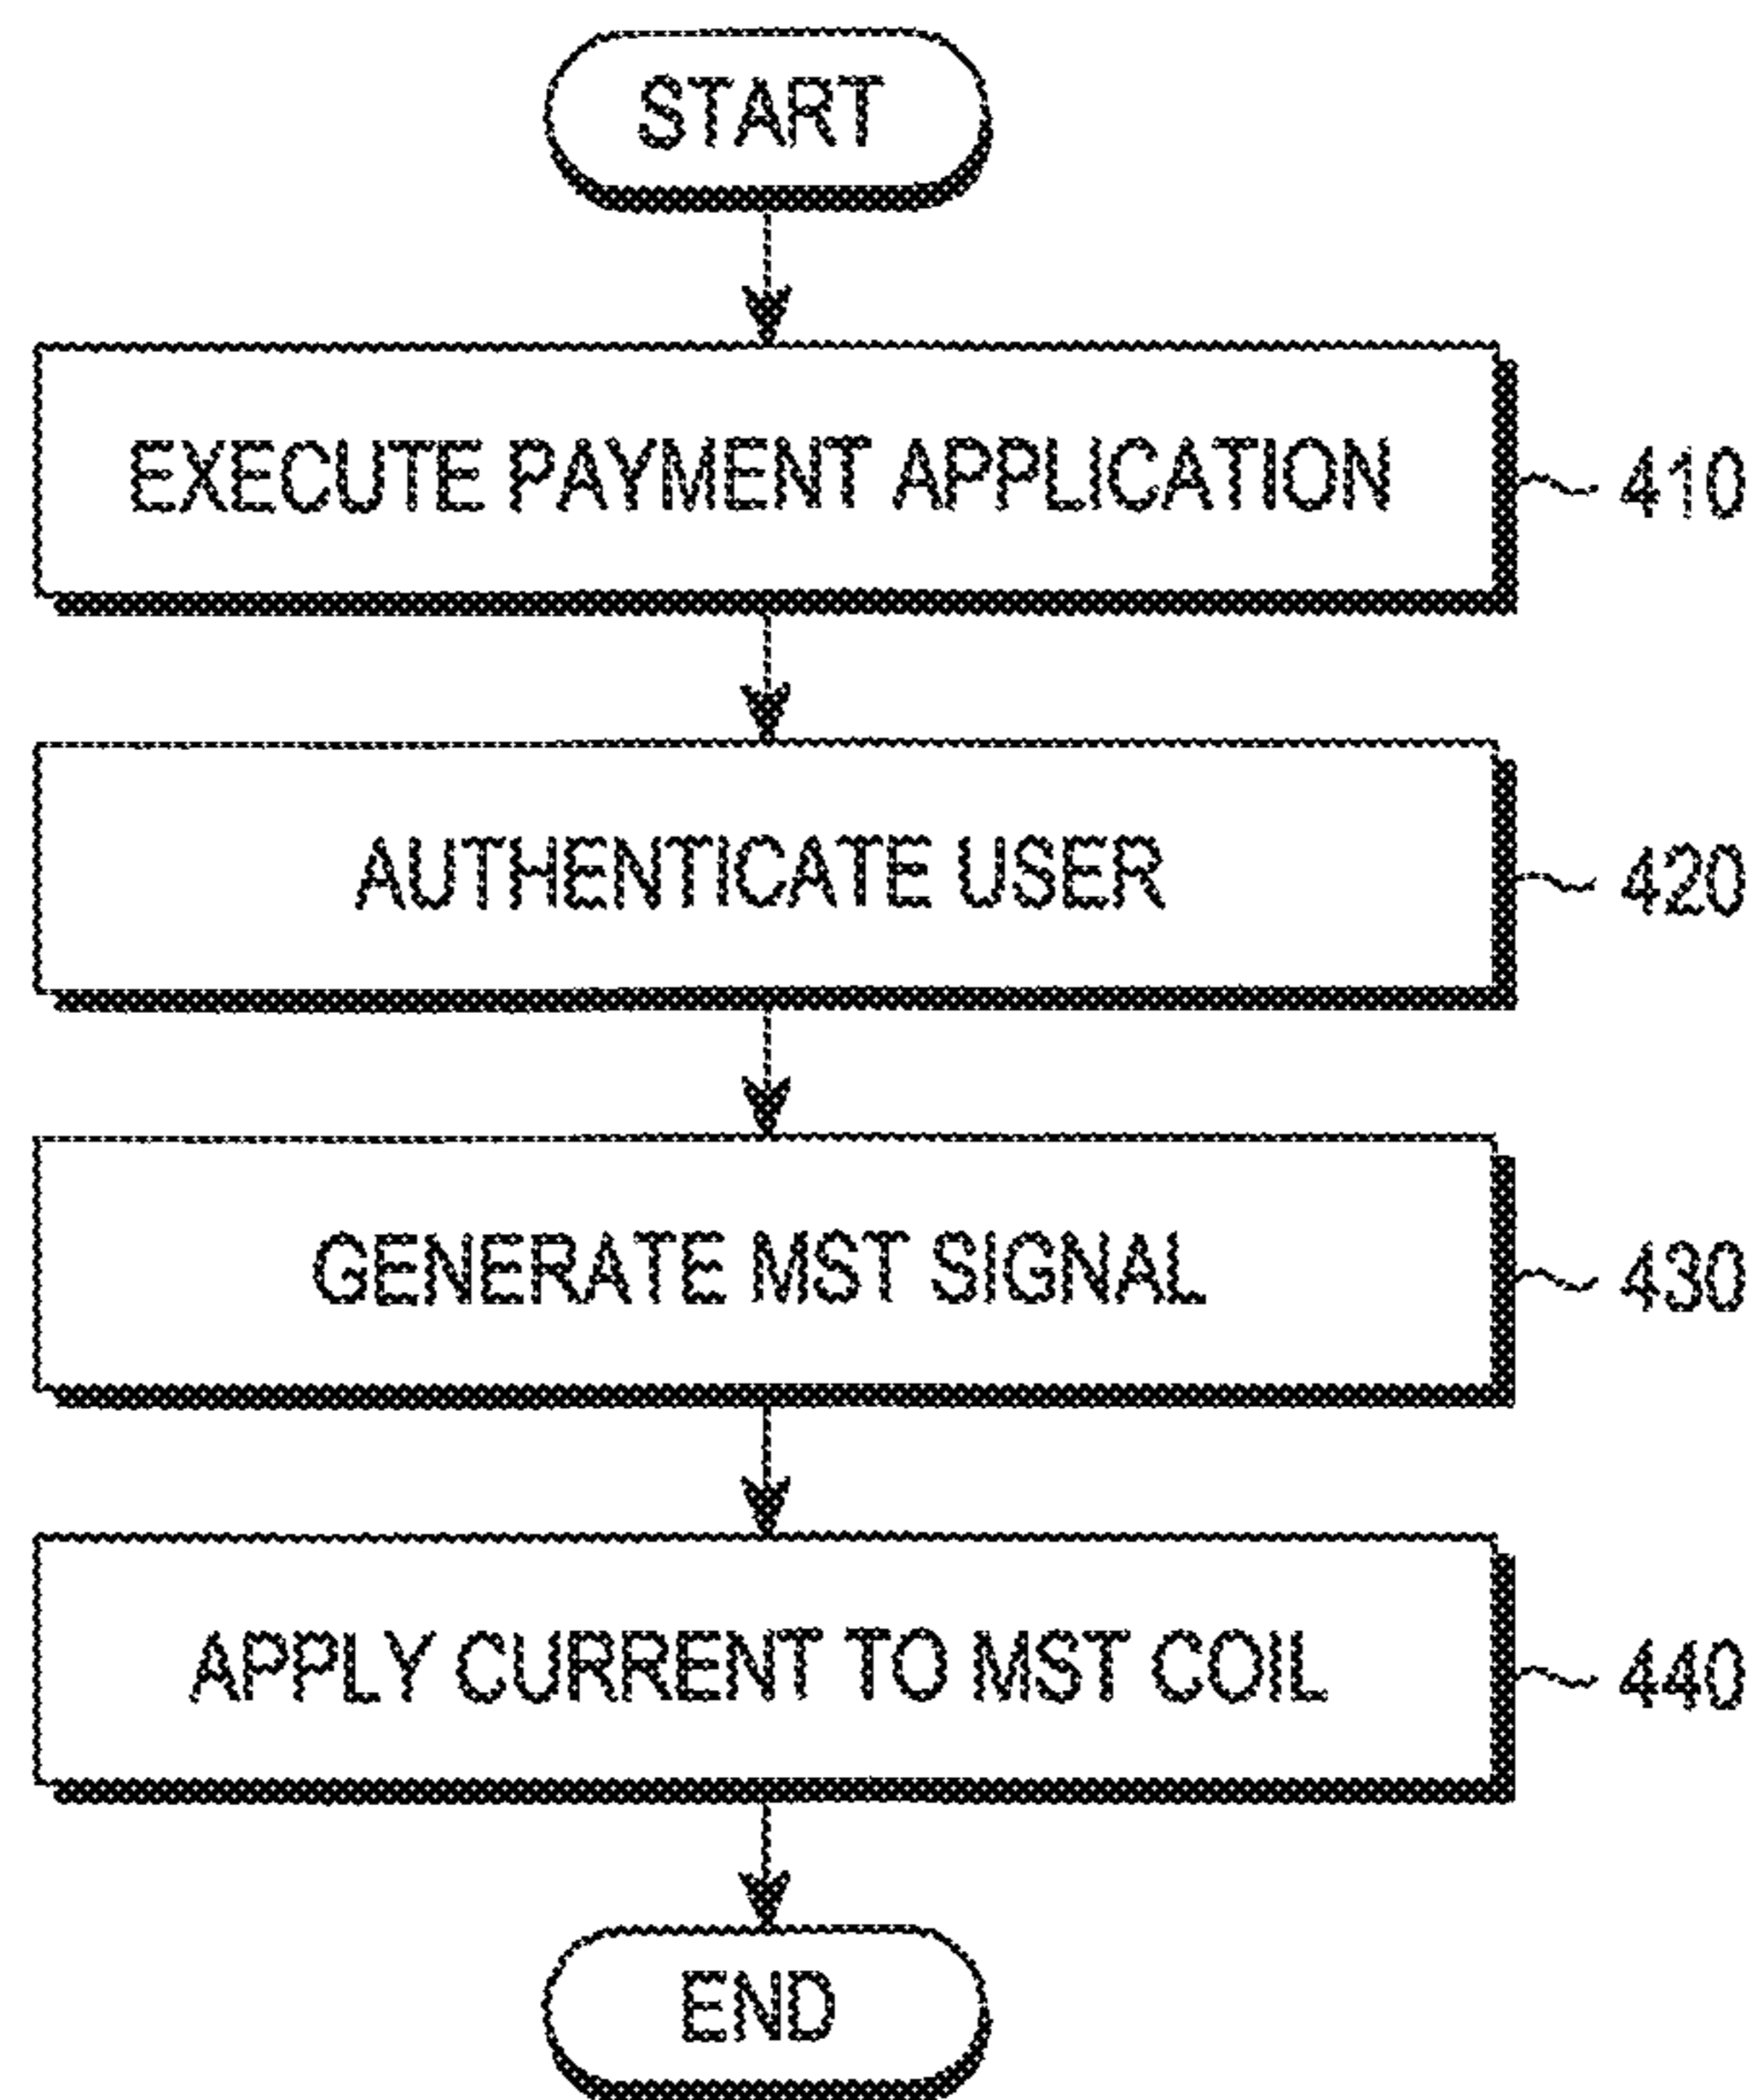 START
EXECUTE PAYMENT APPLICATION 410
AUTHENTICATE USER 420
GENERATE MST SIGNAL 430
APPLY CURRENT TO MST COIL 440
END